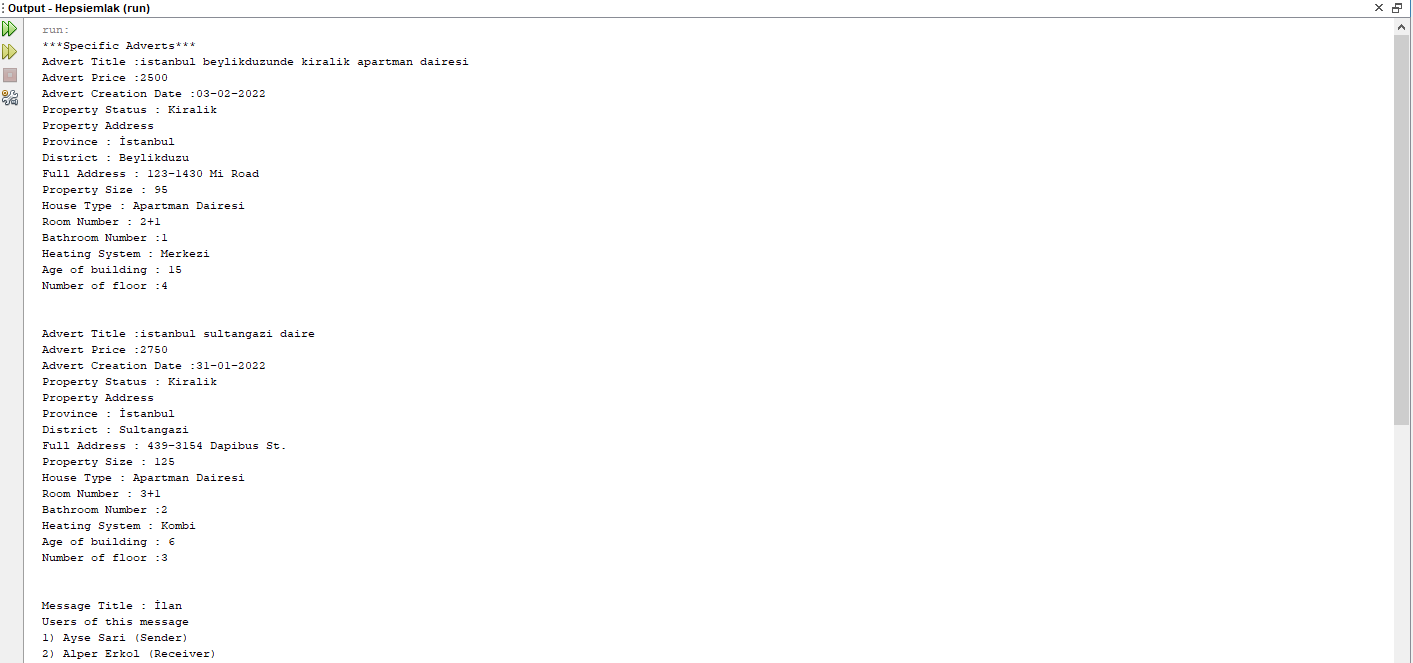 Output - Hepsiemlak (run)
run:
***Specific Adverts***
Advert Title :istanbul beylikduzunde kiralik apartman dairesi
Advert Price :2500
Advert Creation Date :03-02-2022
Property Status : Kiralik
Property Address
Province : İstanbul
District : Beylikduzu
Full Address : 123-1430 Mi Road
Property Size : 95
House Type : Apartman Dairesi
Room Number : 2+1
Bathroom Number :1
Heating System : Merkezi
Age of building : 15
Number of floor :4
Advert Title :istanbul sultangazi daire
Advert Price :2750
Advert Creation Date :31-01-2022
Property Status : Kiralik
Property Address
Province : İstanbul
District : Sultangazi
Full Address : 439-3154 Dapibus St.
Property Size : 125
House Type : Apartman Dairesi
Room Number : 3+1
Bathroom Number :2
Heating System : Kombi
Age of building : 6
Number of floor :3
Message Title : İlan
Users of this message
1) Ayse Sari (Sender)
2) Alper Erkol (Receiver)